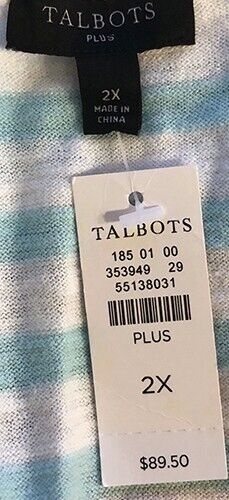 TALBOTS
PLUS
2X
MADE IN
CHINA
TALBOTS
185 01 00
353949 29
55138031
PLUS
2X
$89.50